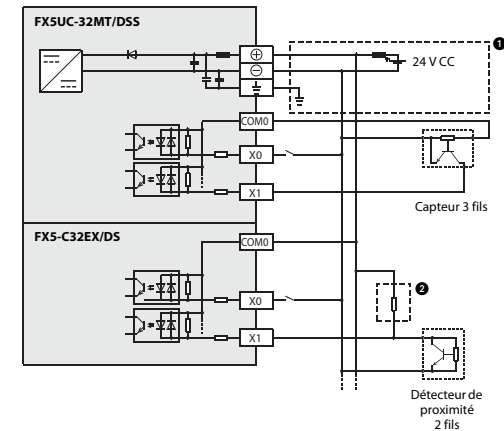 FX5UC-32MT/DSS
❶
24 V CC
COM0
X0
X1
Capteur 3 fils
FX5-C32EX/DS
COM0
X0
❷
X1
Détecteur de
proximité
2 fils